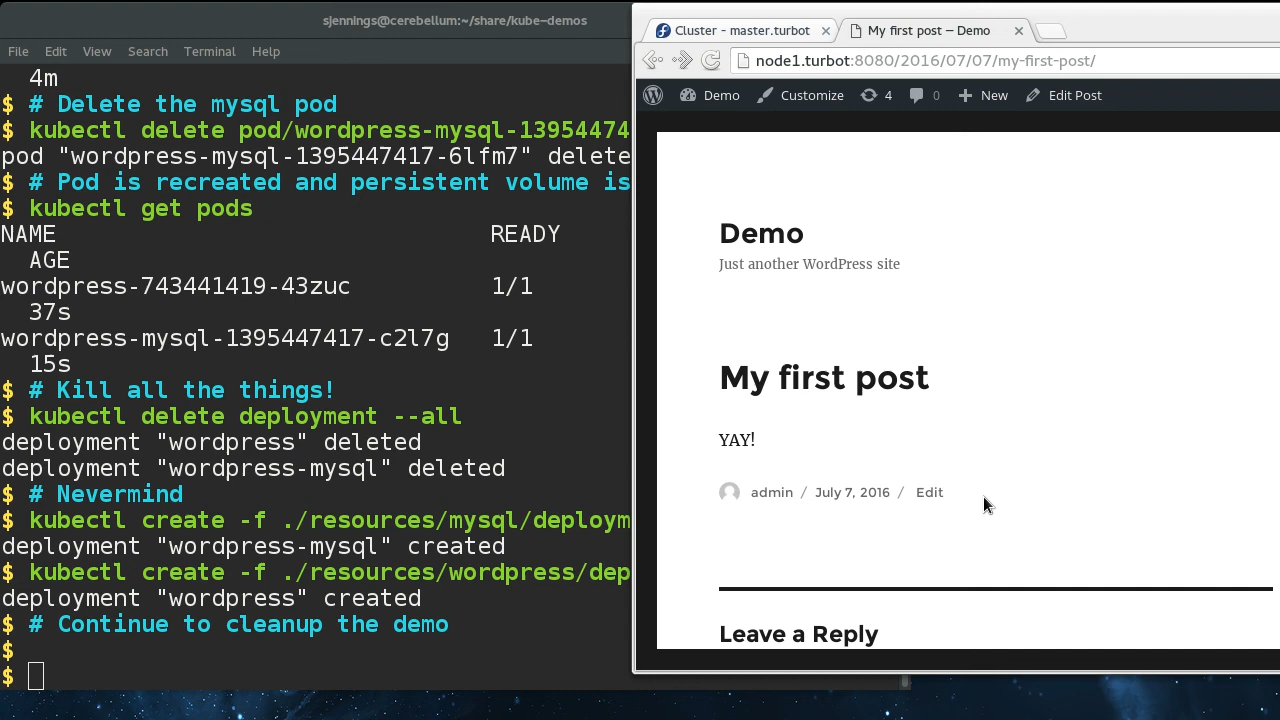 sjennings@cerebellum:~/share/kube-demos
File Edit View Search Terminal Help
4m
$ # Delete the mysql pod
$ kubectl delete pod/wordpress-mysql-13954474
pod "wordpress-mysql-1395447417-6lfm7" delete
$ # Pod is recreated and persistent volume is
$ kubectl get pods
NAME READY
AGE
wordpress-743441419-43zuc 1/1
37s
wordpress-mysql-1395447417-c2l7g 1/1
15s
$ # Kill all the things!
$ kubectl delete deployment --all
deployment "wordpress" deleted
deployment "wordpress-mysql" deleted
$ # Nevermind
$ kubectl create -f ./resources/mysql/deploym
deployment "wordpress-mysql" created
$ kubectl create -f ./resources/wordpress/dep
deployment "wordpress" created
$ # Continue to cleanup the demo
$
$
Cluster - master.turbot My first post – Demo
node1.turbot:8080/2016/07/07/my-first-post/
Demo Customize 4 0 New Edit Post
Demo
Just another WordPress site
My first post
YAY!
admin / July 7, 2016 / Edit
Leave a Reply